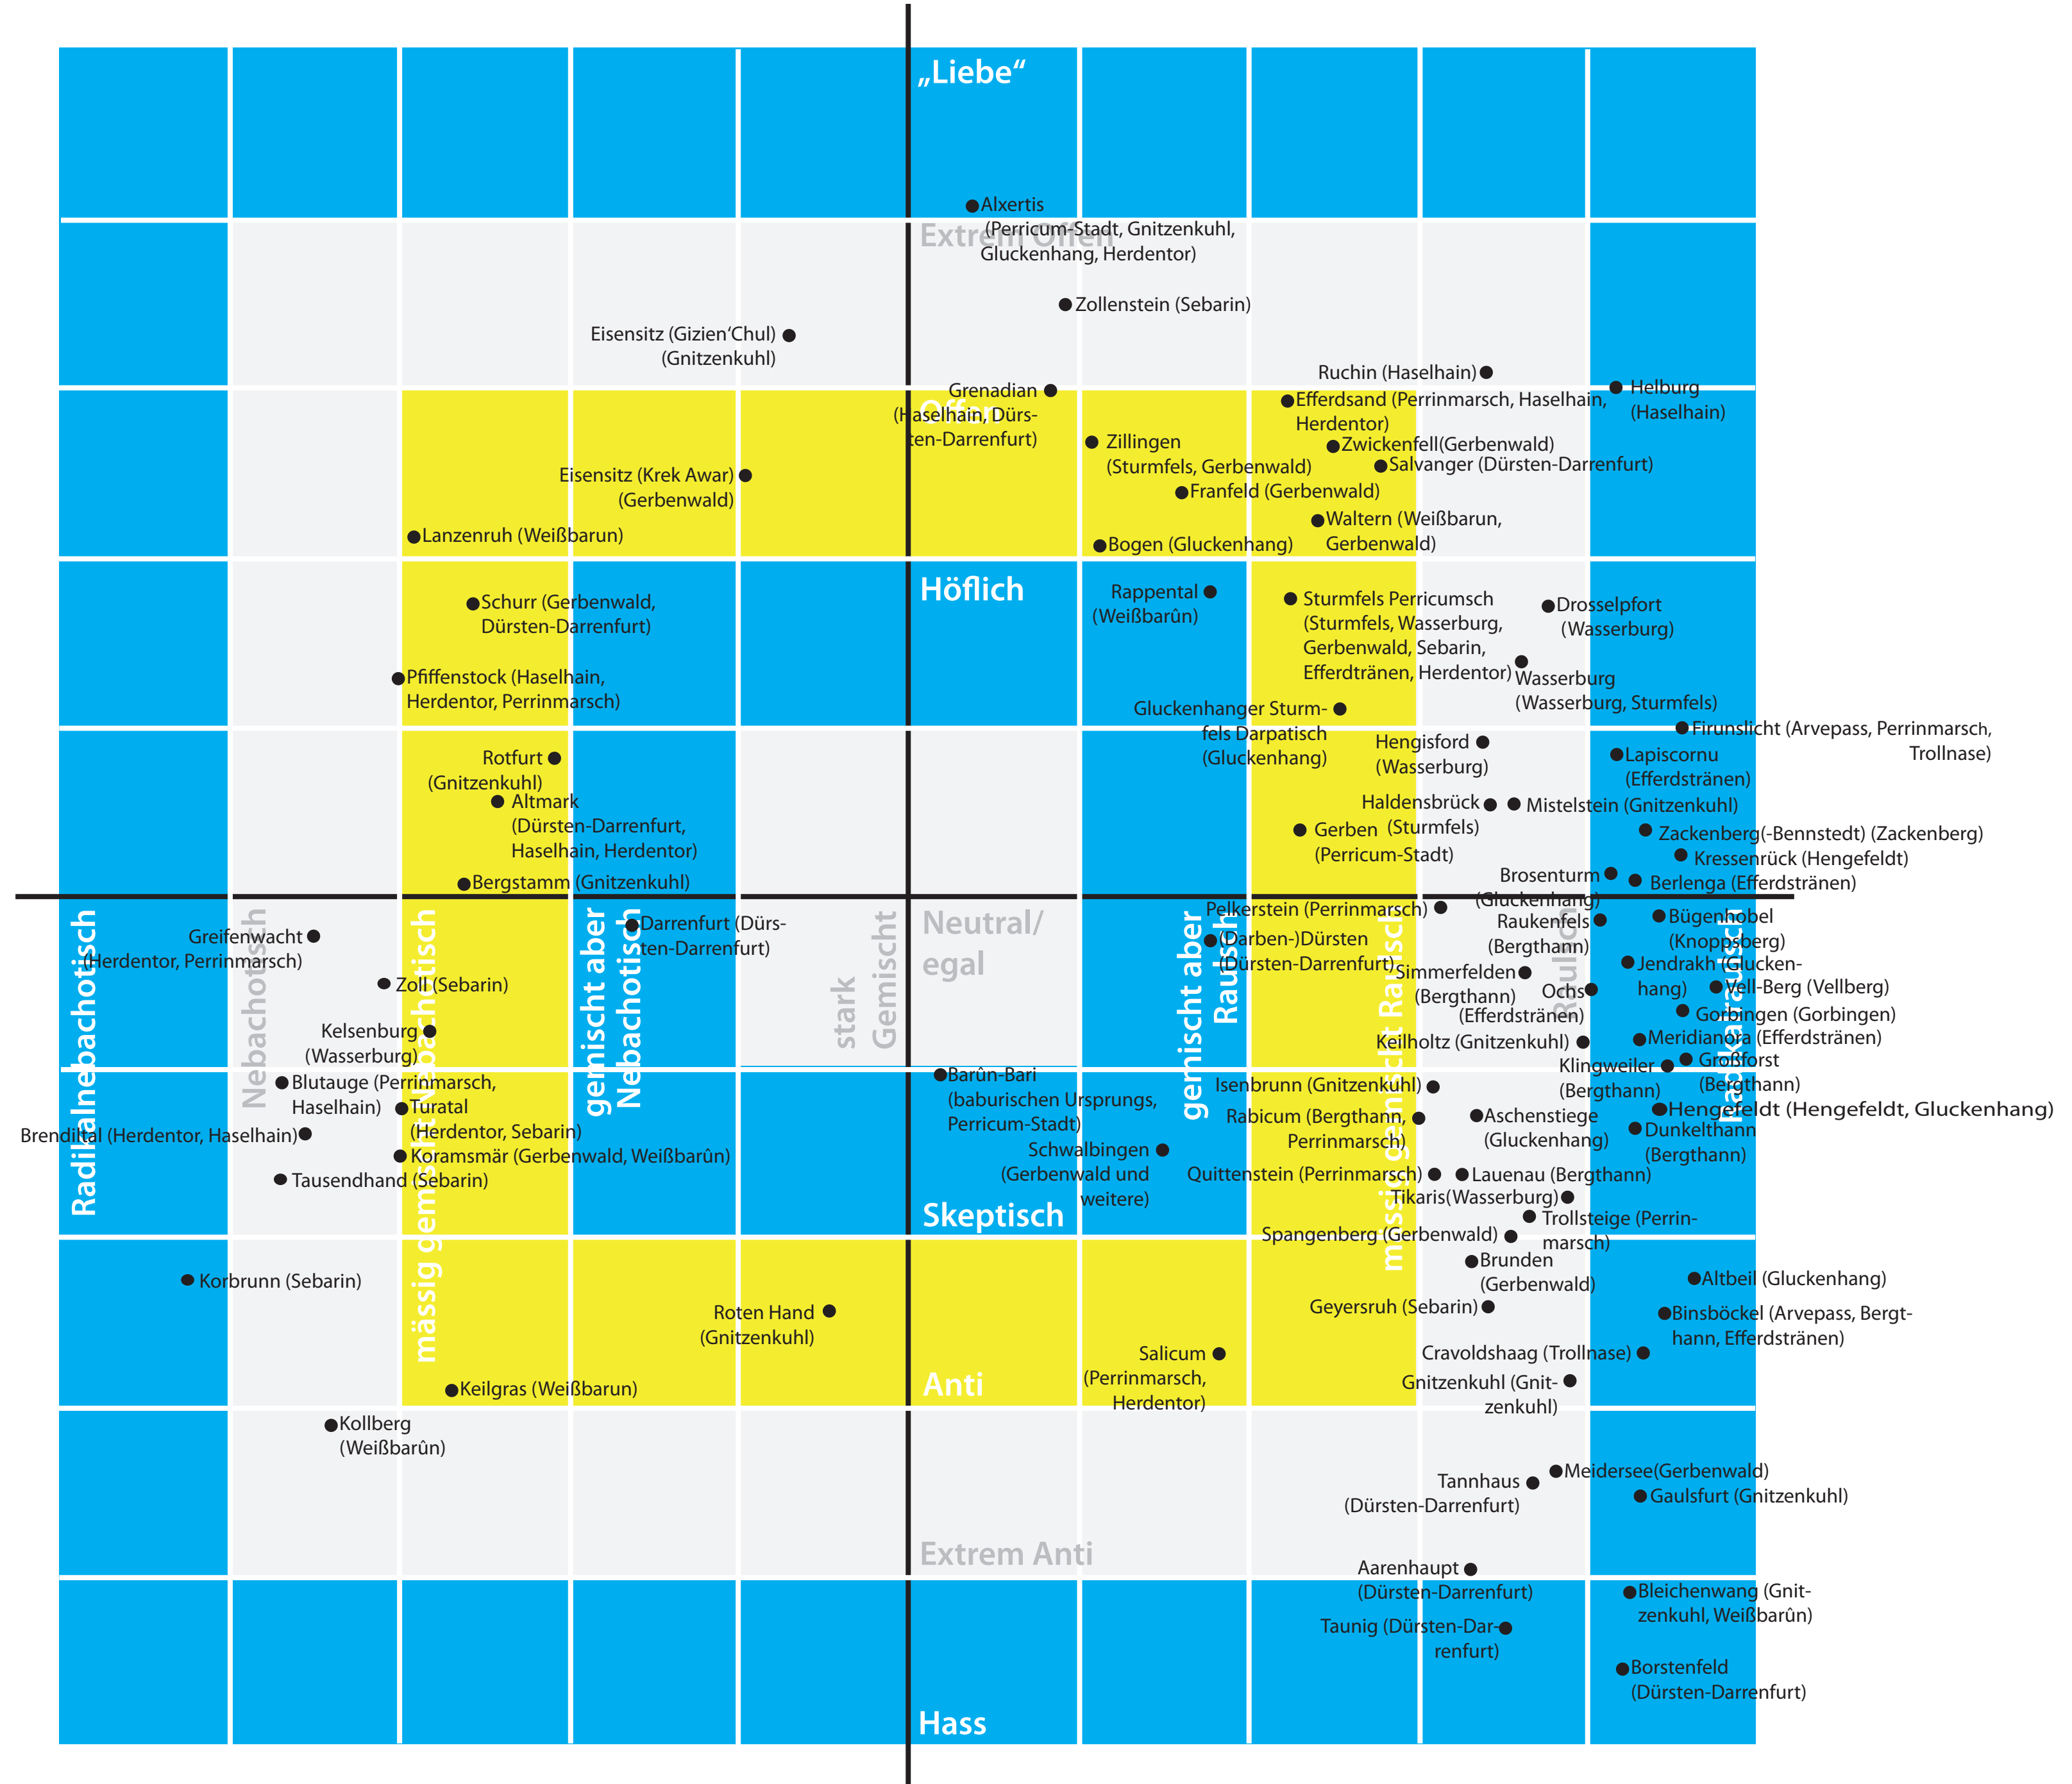 „Liebe“
Alxertis
(Perricum-Stadt, Gnitzenkuhl,
Gluckenhang, Herdentor)
Extrem Offen
Zollenstein (Sebarin)
Eisensitz (Gizien‘Chul)
(Gnitzenkuhl)
Ruchin (Haselhain)
Helburg
(Haselhain)
Grenadian
(Haselhain, Dürs-
ten-Darrenfurt)
Offen
Efferdsand (Perrinmarsch, Haselhain,
Herdentor)
Zillingen
(Sturmfels, Gerbenwald)
Zwickenfell(Gerbenwald)
Salvanger (Dürsten-Darrenfurt)
Eisensitz (Krek Awar)
(Gerbenwald)
Franfeld (Gerbenwald)
Lanzenruh (Weißbarun)
Waltern (Weißbarun,
Gerbenwald)
Bogen (Gluckenhang)
Höflich
Schurr (Gerbenwald,
Dürsten-Darrenfurt)
Rappental
(Weißbarûn)
Sturmfels Perricumsch
(Sturmfels, Wasserburg,
Gerbenwald, Sebarin,
Efferdtränen, Herdentor)
Drosselpfort
(Wasserburg)
Pfiffenstock (Haselhain,
Herdentor, Perrinmarsch)
Wasserburg
(Wasserburg, Sturmfels)
Gluckenhanger Sturm-
fels Darpatisch
(Gluckenhang)
Firunslicht (Arvepass, Perrinmarsch,
Trollnase)
Hengisford
(Wasserburg)
Lapiscornu
(Efferdstränen)
Rotfurt
(Gnitzenkuhl)
Altmark
(Dürsten-Darrenfurt,
Haselhain, Herdentor)
Haldensbrück
(Sturmfels)
Mistelstein (Gnitzenkuhl)
Gerben
(Perricum-Stadt)
Zackenberg(-Bennstedt) (Zackenberg)
Kressenrück (Hengefeldt)
Brosenturm
(Gluckenhang)
Berlenga (Efferdstränen)
Bergstamm (Gnitzenkuhl)
Radikalnebachotisch
Nebachotisch
mässig gemischt Nebachotisch
gemischt aber
Nebachotisch
stark
Gemischt
Neutral/
egal
gemischt aber
Raulsch
mässig gemischt Raulsch
Raulsch
Radikalraulsch
Greifenwacht
(Herdentor, Perrinmarsch)
Darrenfurt (Dürs-
ten-Darrenfurt)
Pelkerstein (Perrinmarsch)
Raukenfels
(Bergthann)
Bügenhobel
(Knoppsberg)
(Darben-)Dürsten
(Dürsten-Darrenfurt)
Zoll (Sebarin)
Simmerfelden
(Bergthann)
Jendrakh (Glucken-
hang)
Vell-Berg (Vellberg)
Ochs
(Efferdstränen)
Gorbingen (Gorbingen)
Kelsenburg
(Wasserburg)
Keilholtz (Gnitzenkuhl)
Meridianora (Efferdstränen)
Klingweiler
(Bergthann)
Großforst
(Bergthann)
Blutauge (Perrinmarsch,
Haselhain)
Barûn-Bari
(baburischen Ursprungs,
Perricum-Stadt)
Isenbrunn (Gnitzenkuhl)
Turatal
(Herdentor, Sebarin)
Rabicum (Bergthann,
Perrinmarsch)
Aschenstiege
(Gluckenhang)
Hengefeldt (Hengefeldt, Gluckenhang)
Brendiltal (Herdentor, Haselhain)
Dunkelthann
(Bergthann)
Koramsmär (Gerbenwald, Weißbarûn)
Schwalbingen
(Gerbenwald und
weitere)
Tausendhand (Sebarin)
Quittenstein (Perrinmarsch)
Lauenau (Bergthann)
Tikaris(Wasserburg)
Skeptisch
Trollsteige (Perrin-
marsch)
Spangenberg (Gerbenwald)
Korbrunn (Sebarin)
Brunden
(Gerbenwald)
Altbeil (Gluckenhang)
Roten Hand
(Gnitzenkuhl)
Geyersruh (Sebarin)
Binsböckel (Arvepass, Bergt-
hann, Efferdstränen)
Salicum
(Perrinmarsch,
Herdentor)
Cravoldshaag (Trollnase)
Anti
Keilgras (Weißbarun)
Gnitzenkuhl (Gnit-
zenkuhl)
Kollberg
(Weißbarûn)
Meidersee(Gerbenwald)
Tannhaus
(Dürsten-Darrenfurt)
Gaulsfurt (Gnitzenkuhl)
Extrem Anti
Aarenhaupt
(Dürsten-Darrenfurt)
Bleichenwang (Gnit-
zenkuhl, Weißbarûn)
Taunig (Dürsten-Dar-
renfurt)
Borstenfeld
(Dürsten-Darrenfurt)
Hass